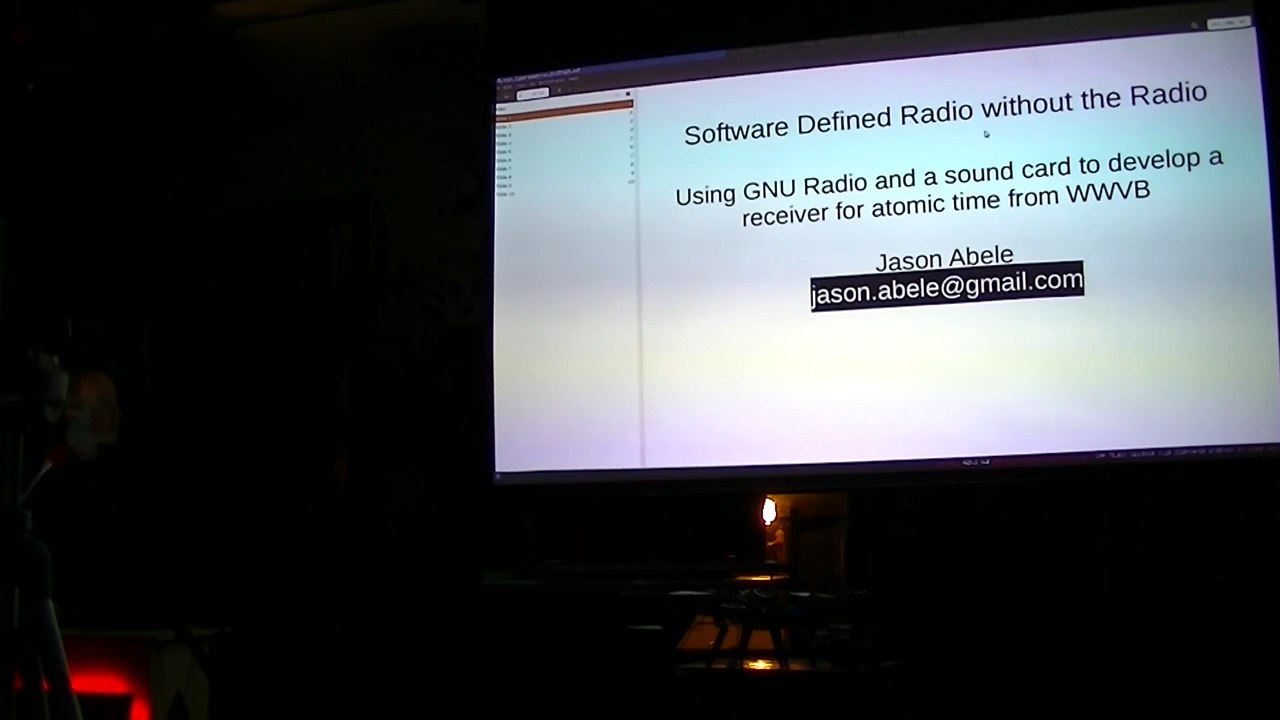 Software Defined Radio without the Radio
Using GNU Radio and a sound card to develop a
receiver for atomic time from WWVB
Jason Abele
jason.abele@gmail.com